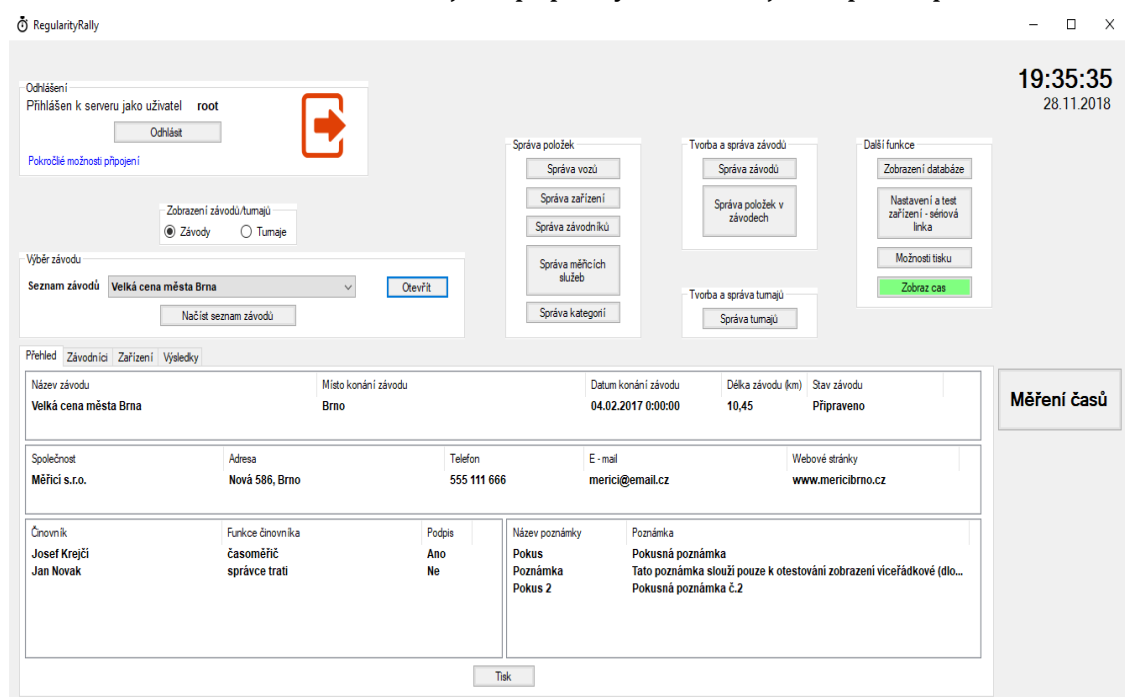 RegularityRally
19:35:35
28.11.2018
Odhlášení
Přihlášen k serveru jako uživatel root
Odhlásit
Pokročilé možnosti připojení
Zobrazení závodů/turnajů
Závody Turnaje
Výběr závodu
Seznam závodů Velká cena města Brna Otevřít
Načíst seznam závodů
Správa položek
Správa vozů
Správa zařízení
Správa závodníků
Správa měřicích
služeb
Správa kategorií
Tvorba a správa závodů
Správa závodů
Správa položek v
závodech
Tvorba a správa turnajů
Správa turnajů
Další funkce
Zobrazení databáze
Nastavení a test
zařízení - sériová
linka
Možnosti tisku
Zobraz cas
Přehled Závodníci Zařízení Výsledky
Název závodu Místo konání závodu Datum konání závodu Délka závodu (km) Stav závodu
Velká cena města Brna Brno 04.02.2017 0:00:00 10,45 Připraveno
Měření časů
Společnost Adresa Telefon E - mail Webové stránky
Měřicí s.r.o. Nová 586, Brno 555 111 666 merici@email.cz www.mericibrno.cz
Činovník Funkce činovníka Podpis
Josef Krejčí časoměřič Ano
Jan Novak správce trati Ne
Název poznámky Poznámka
Pokus Pokusná poznámka
Poznámka Tato poznámka slouží pouze k otestování zobrazení víceřádkové (dlo...
Pokus 2 Pokusná poznámka č.2
Tisk